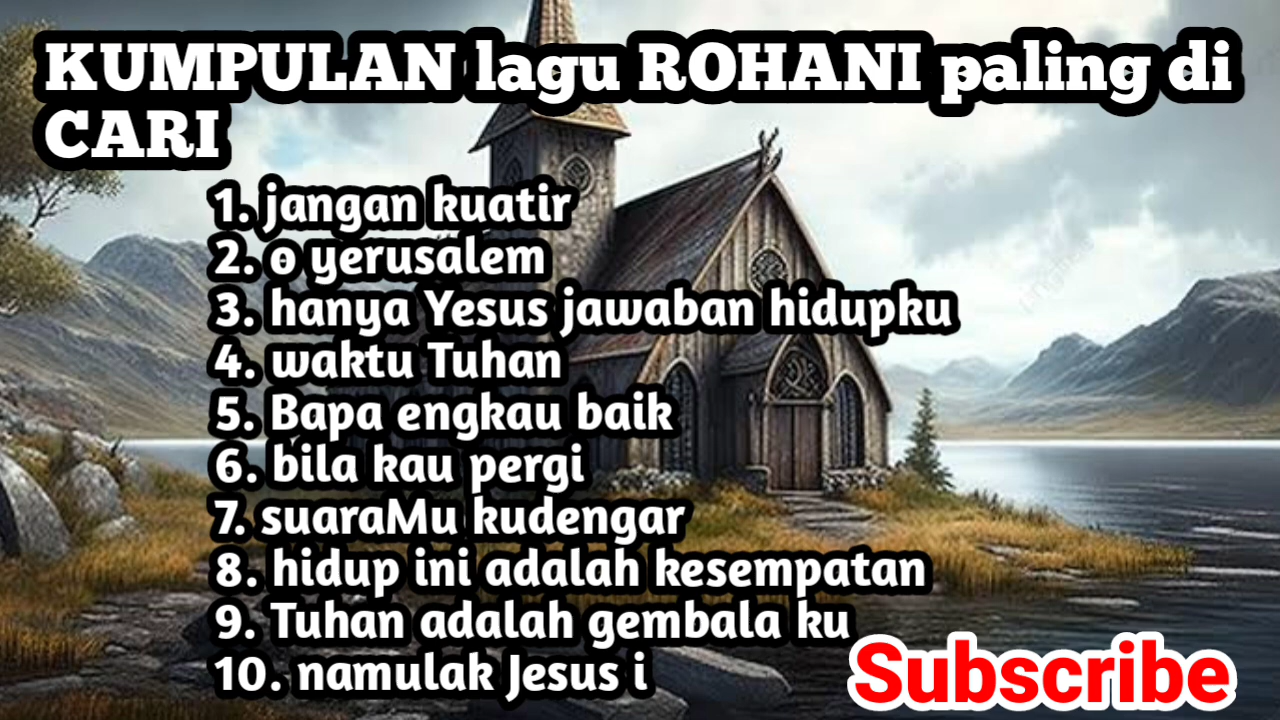 KUMPULAN lagu ROHANI paling di
CARI
1. jangan kuatir
2. o yerusalem
3. hanya Yesus jawaban hidupku
4. waktu Tuhan
5. Bapa engkau baik
6. bila kau pergi
7. suaraMu kudengar
8. hidup ini adalah kesempatan
9. Tuhan adalah gembala ku
10. namulak Jesus i
Subscribe